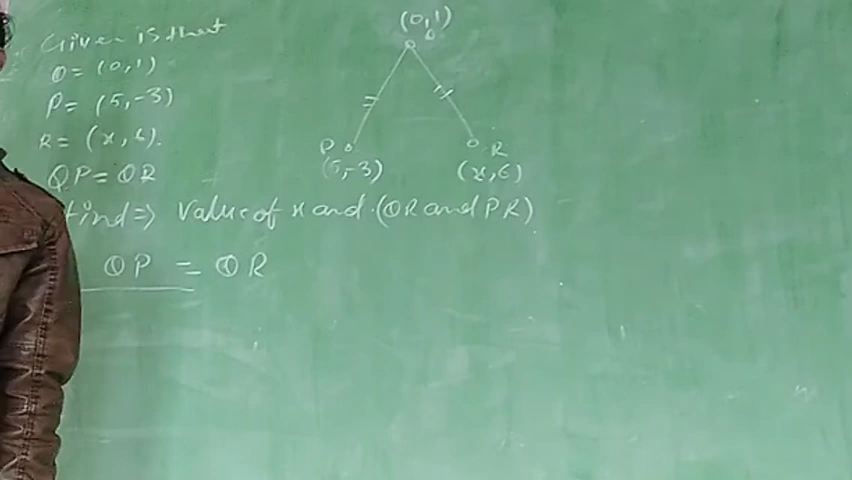 Given is that
Q = (0,1)
P = (5,-3)
R = (x,6).
QP = QR
find => value of x and (QR and PR)
QP = QR
(0,1)
Q
P
(5,-3)
R
(x,6)